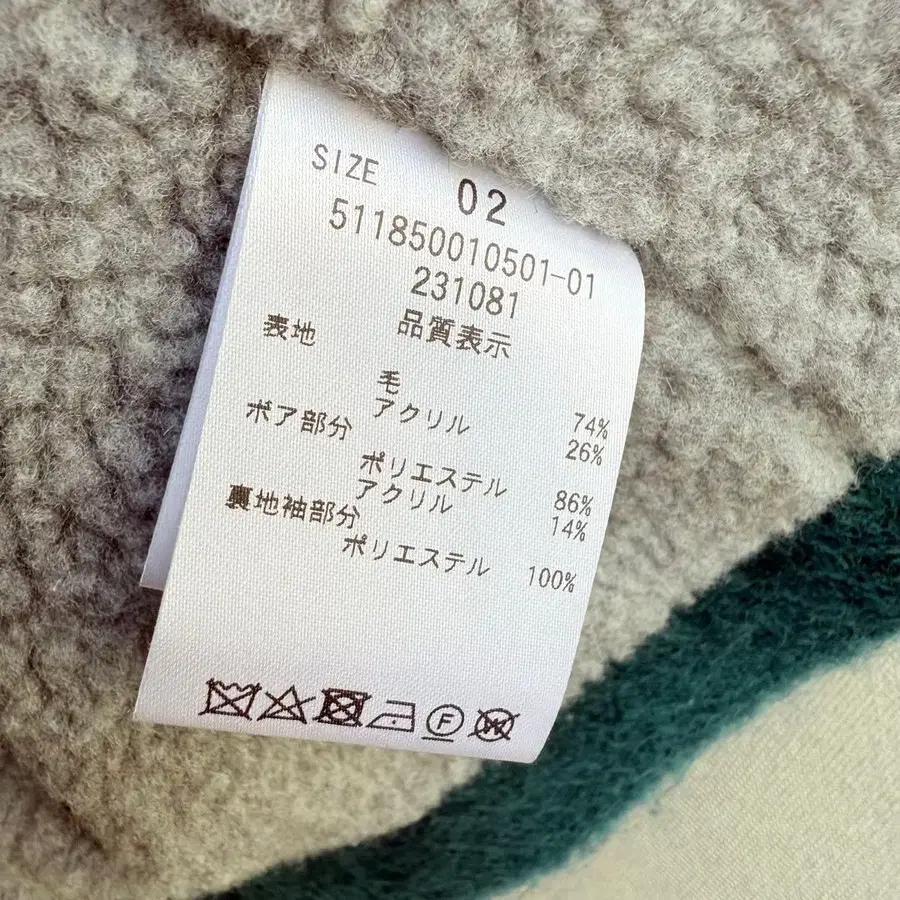 SIZE 02
511850010501-01
231081
品質表示
表地
毛 74%
アクリル 26%
ボア部分
ポリエステル 86%
アクリル 14%
裏地袖部分
ポリエステル 100%
F
W